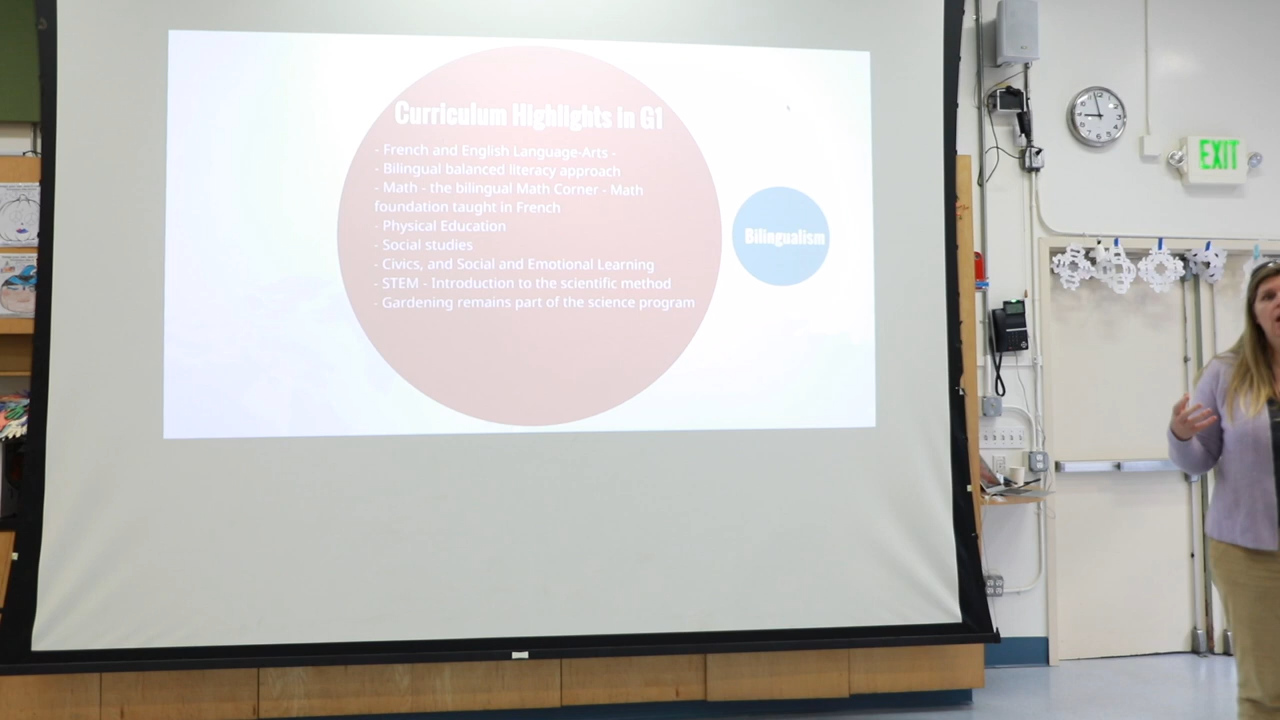 Curriculum Highlights in G1
- French and English Language-Arts -
- Bilingual balanced literacy approach
- Math - the bilingual Math Corner - Math
foundation taught in French
- Physical Education
- Social studies
- Civics, and Social and Emotional Learning
- STEM - Introduction to the scientific method
- Gardening remains part of the science program
Bilingualism
EXIT